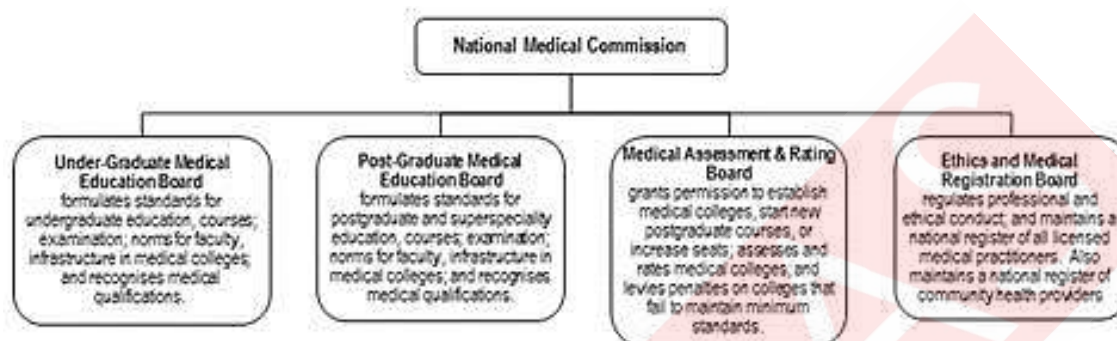 National Medical Commission
Under-Graduate Medical
Education Board
formulates standards for
undergraduate education, courses;
examination; norms for faculty,
infrastructure in medical colleges;
and recognises medical
qualifications.
Post-Graduate Medical
Education Board
formulates standards for
postgraduate and superspeciality
education, courses; examination;
norms for faculty, infrastructure in
medical colleges; and recognises
medical qualifications.
Medical Assessment & Rating
Board
grants permission to establish
medical colleges, start new
postgraduate courses, or
increase seats; assesses and
rates medical colleges, and
levies penalties on colleges that
fail to maintain minimum
standards.
Ethics and Medical
Registration Board
regulates professional and
ethical conduct; and maintains a
national register of all licensed
medical practitioners. Also
maintains a national register of
community health providers